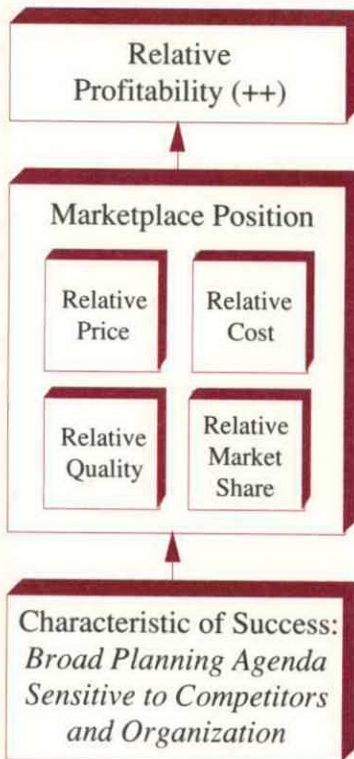 Relative
Profitability (++)
Marketplace Position
Relative
Price
Relative
Cost
Relative
Quality
Relative
Market
Share
Characteristic of Success:
Broad Planning Agenda
Sensitive to Competitors
and Organization